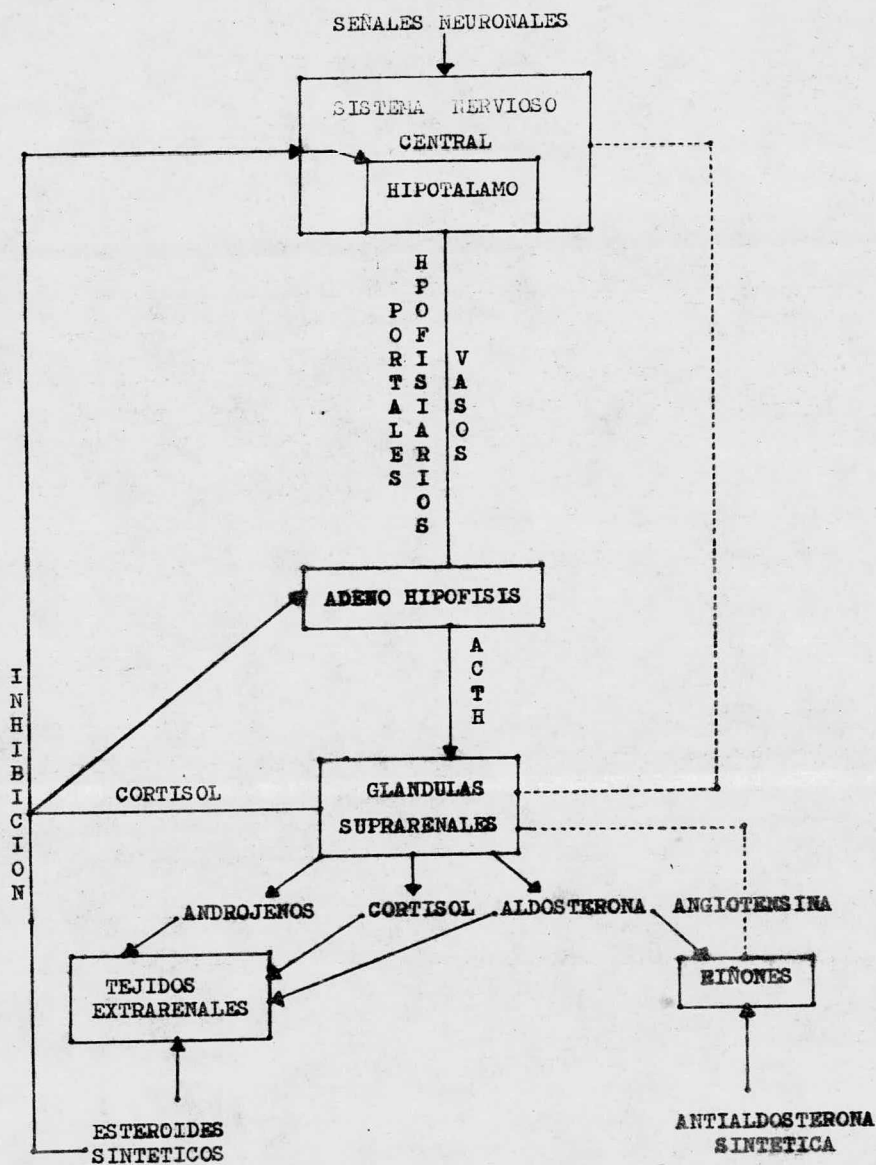 SEÑALES NEURONALES
SISTEMA NERVIOSO
CENTRAL
HIPOTALAMO
PORTALES
HPOFISIARIOS
VASOS
ADENO HIPOFISIS
ACTH
INHIBICION
CORTISOL
GLANDULAS
SUPRARENALES
ANDROJENOS
CORTISOL
ALDOSTERONA
ANGIOTENSINA
TEJIDOS
EXTRARENALES
RIÑONES
ESTEROIDES
SINTETICOS
ANTIALDOSTERONA
SINTETICA